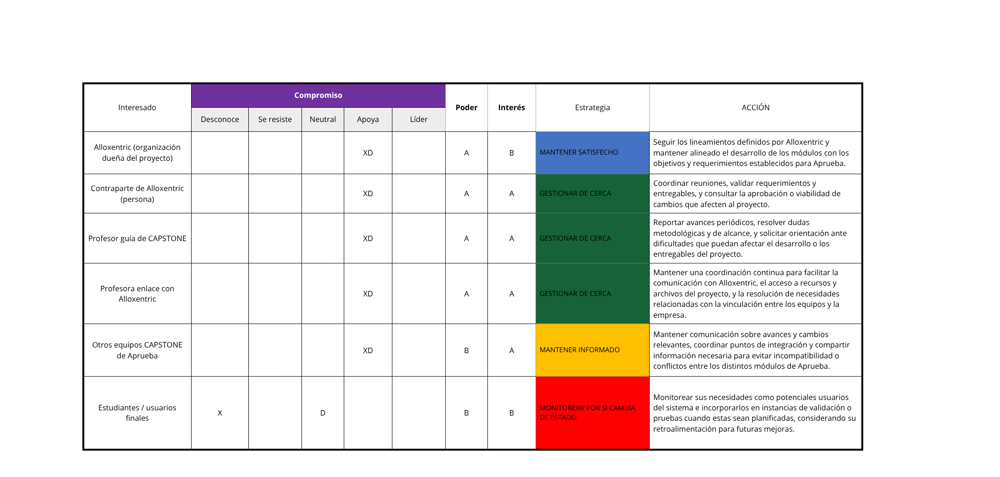 Interesado
Compromiso
Poder
Interés
Estrategia
ACCIÓN
Desconoce
Se resiste
Neutral
Apoya
Líder
Alloxentric (organización
dueña del proyecto)
XD
A
B
MANTENER SATISFECHO
Seguir los lineamientos definidos por Alloxentric y
mantener alineado el desarrollo de los módulos con los
objetivos y requerimientos establecidos para Aprueba.
Contraparte de Alloxentric
(persona)
XD
A
A
GESTIONAR DE CERCA
Coordinar reuniones, validar requerimientos y
entregables, y consultar la aprobación o viabilidad de
cambios que afecten al proyecto.
Profesor guía de CAPSTONE
XD
A
A
GESTIONAR DE CERCA
Reportar avances periódicos, resolver dudas
metodológicas y de alcance, y solicitar orientación ante
dificultades que puedan afectar el desarrollo o los
entregables del proyecto.
Profesora enlace con
Alloxentric
XD
A
A
GESTIONAR DE CERCA
Mantener una coordinación continua para facilitar la
comunicación con Alloxentric, el acceso a recursos y
archivos del proyecto, y la resolución de necesidades
relacionadas con la vinculación entre los equipos y la
empresa.
Otros equipos CAPSTONE
de Aprueba
XD
B
A
MANTENER INFORMADO
Mantener comunicación sobre avances y cambios
relevantes, coordinar puntos de integración y compartir
información necesaria para evitar incompatibilidad o
conflictos entre los distintos módulos de Aprueba.
Estudiantes / usuarios
finales
X
D
B
B
MONITOREAR POR SI CAMBIA
DE ESTADO
Monitorear sus necesidades como potenciales usuarios
del sistema e incorporarlos en instancias de validación o
pruebas cuando estas sean planificadas, considerando su
retroalimentación para futuras mejoras.